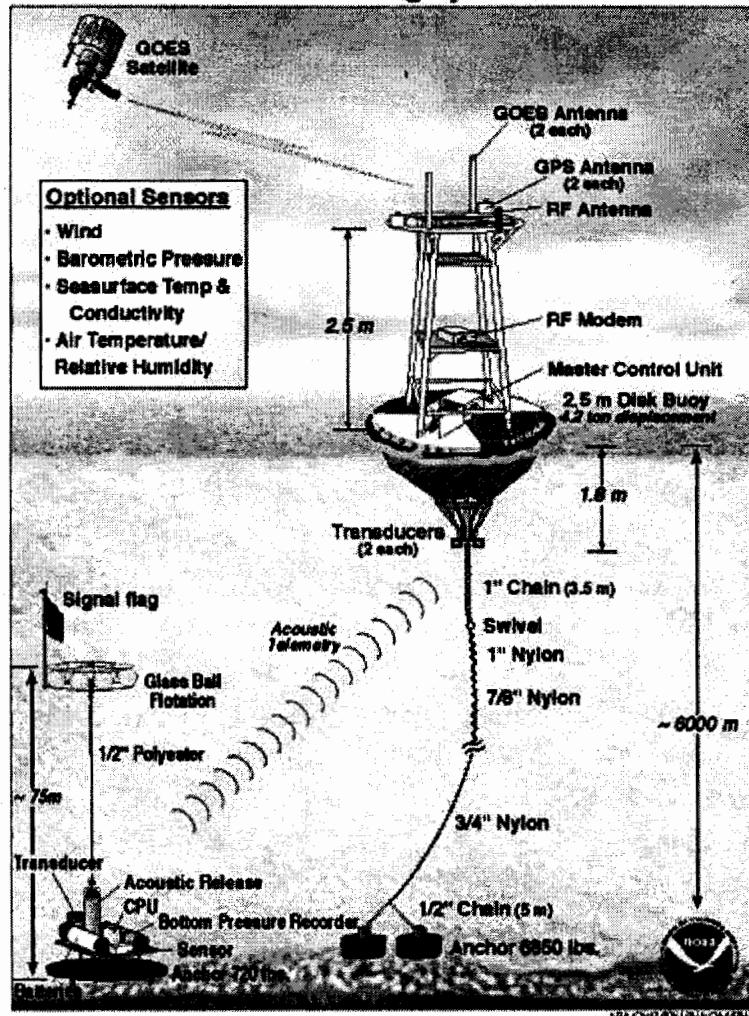 GOES
Satellite
GOES Antenna
(2 each)
GPS Antenna
(2 each)
RF Antenna
Optional Sensors
· Wind
· Barometric Pressure
· Seasurface Temp &
Conductivity
· Air Temperature/
Relative Humidity
2.5 m
RF Modem
Master Control Unit
2.5 m Disk Buoy
4.2 ton displacement
1.8 m
Transducers
(2 each)
1" Chain (3.5 m)
Signal flag
Acoustic
Telemetry
Swivel
1" Nylon
Glass Ball
Flotation
7/8" Nylon
~ 6000 m
1/2" Polyester
~ 75m
3/4" Nylon
Transducer
Acoustic Release
CPU
1/2" Chain (5 m)
Bottom Pressure Recorder
Sensor
Anchor 6850 lbs.
Anchor 720 lbs.
NOAA